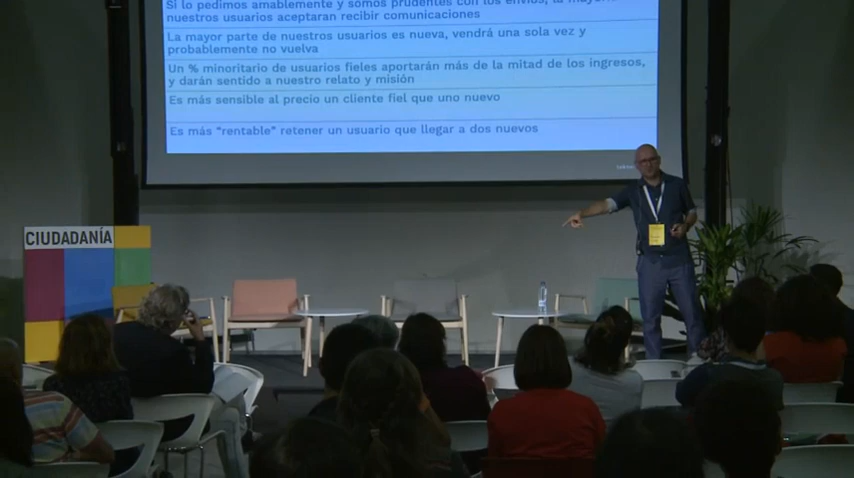 Si lo pedimos amablemente y somos prudentes con los envíos, la
nuestros usuarios aceptaran recibir comunicaciones
La mayor parte de nuestros usuarios es nueva, vendrá una sola vez y
probablemente no vuelva
Un % minoritario de usuarios fieles aportarán más de la mitad de los ingresos,
y darán sentido a nuestro relato y misión
Es más sensible al precio un cliente fiel que uno nuevo
Es más “rentable” retener un usuario que llegar a dos nuevos
CIUDADANÍA